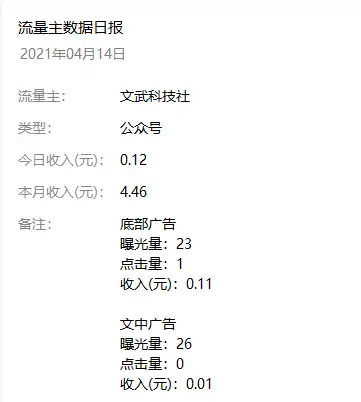 流量主数据日报
2021年04月14日
流量主： 文武科技社
类型： 公众号
今日收入(元)： 0.12
本月收入(元)： 4.46
备注： 底部广告
曝光量：23
点击量：1
收入(元)：0.11
文中广告
曝光量：26
点击量：0
收入(元)：0.01